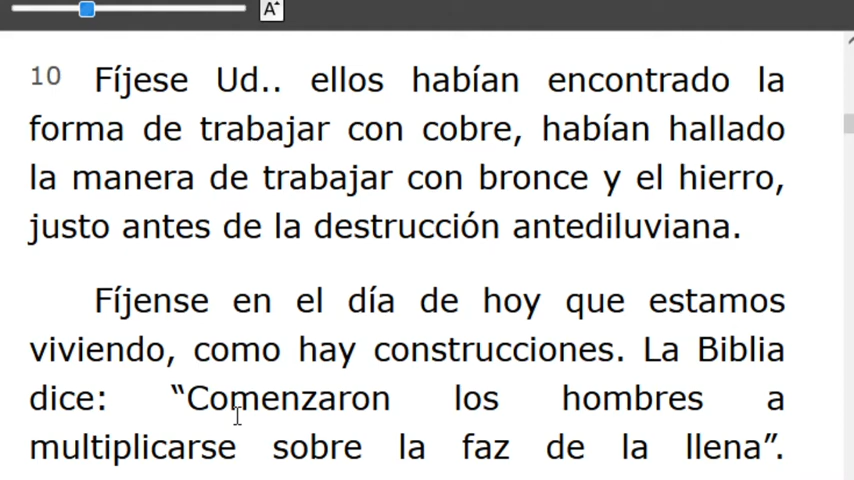 A
10 Fíjese Ud.. ellos habían encontrado la
forma de trabajar con cobre, habían hallado
la manera de trabajar con bronce y el hierro,
justo antes de la destrucción antediluviana.
Fíjense en el día de hoy que estamos
viviendo, como hay construcciones. La Biblia
dice: “Comenzaron los hombres a
multiplicarse sobre la faz de la llena”.